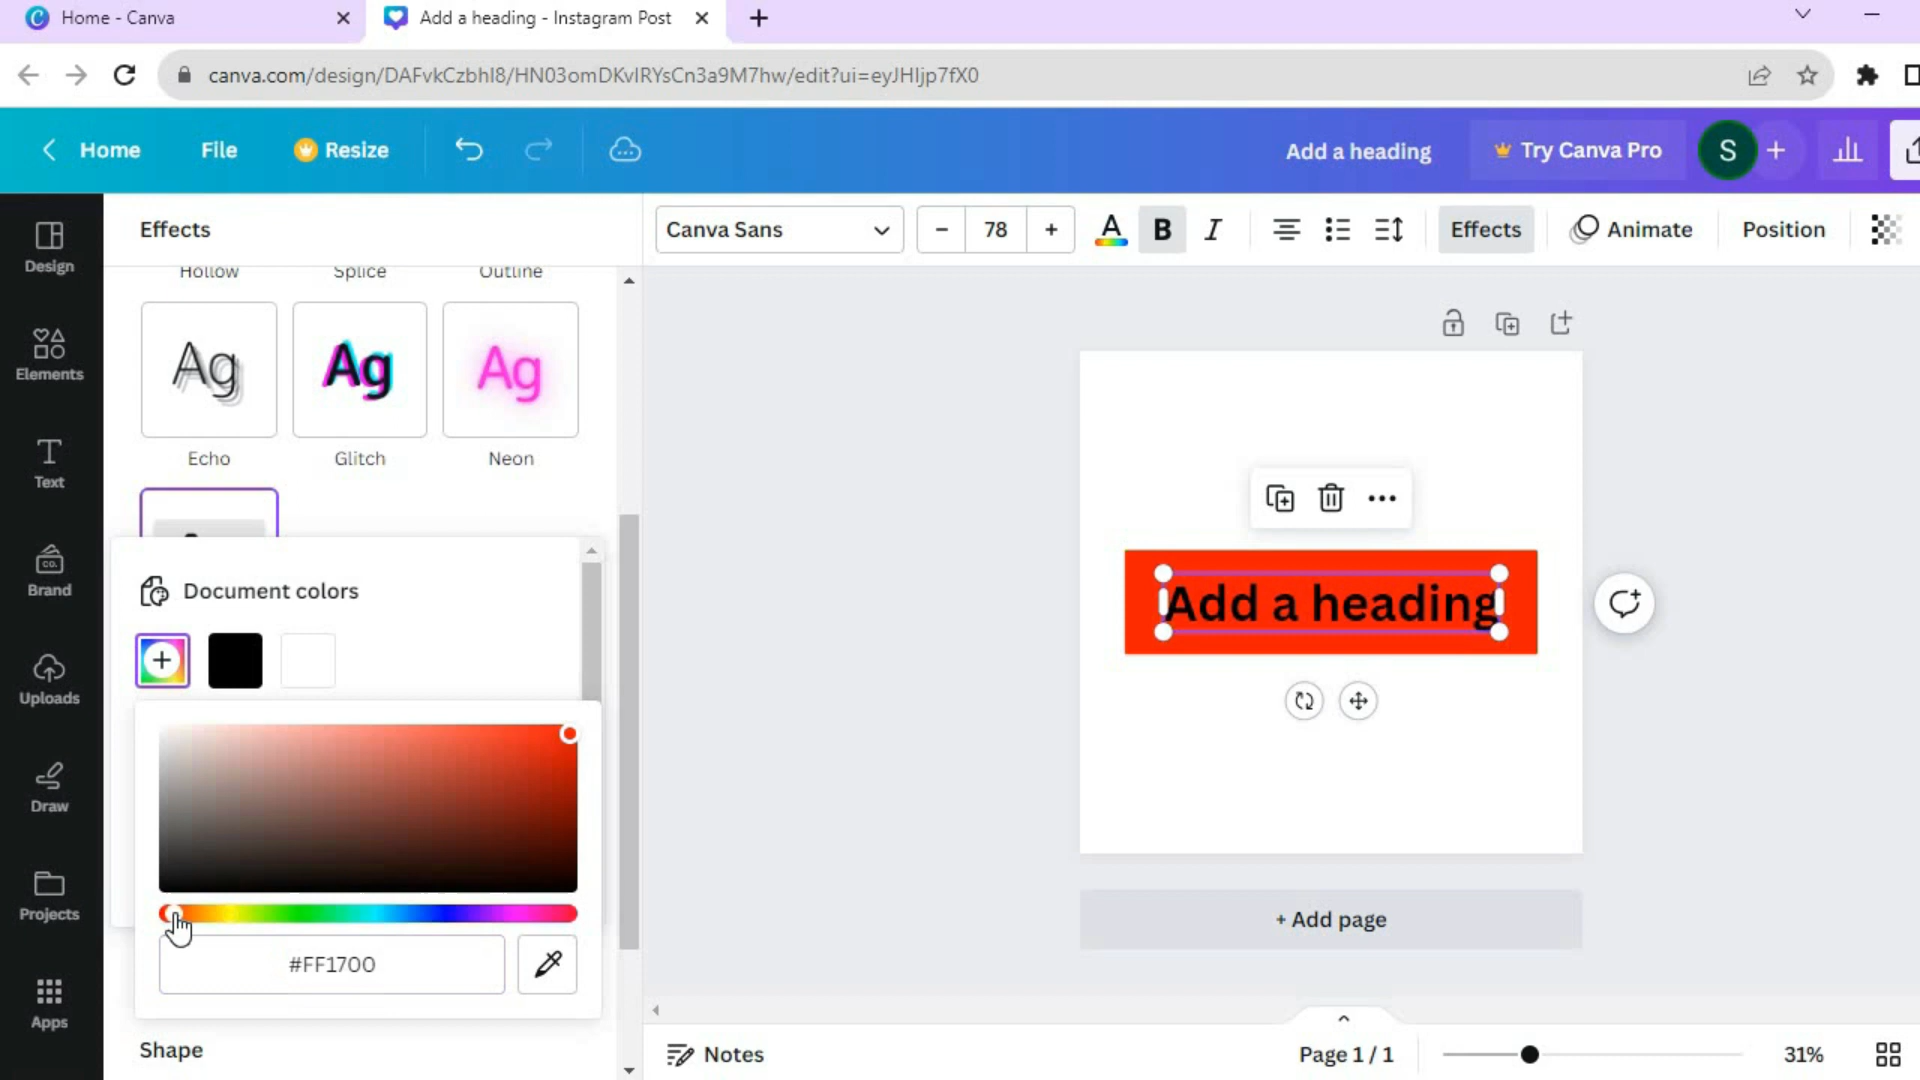 Home - Canva
Add a heading - Instagram Post
canva.com/design/DAFvkCzbhI8/HN03omDKvlRYsCn3a9M7hw/edit?ui=eyJHIjp7fX0
Home
File
Resize
Add a heading
Try Canva Pro
S
Design
Elements
Text
CO.
Brand
Uploads
Draw
Projects
Apps
Effects
Hollow
Splice
Outline
Ag
Ag
Ag
Echo
Glitch
Neon
Document colors
#FF1700
Shape
Canva Sans
78
A
B
I
Effects
Animate
Position
Add a heading
+ Add page
Notes
Page 1 / 1
31%